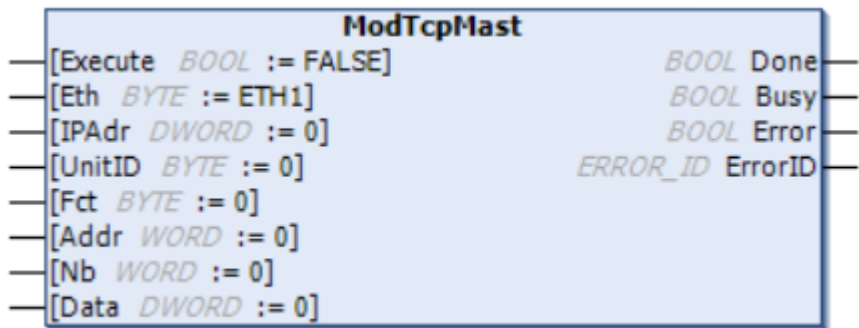 ModTcpMast
[Execute BOOL := FALSE] BOOL Done
[Eth BYTE := ETH1] BOOL Busy
[IPAdr DWORD := 0] BOOL Error
[UnitID BYTE := 0] ERROR_ID ErrorID
[Fct BYTE := 0]
[Addr WORD := 0]
[Nb WORD := 0]
[Data DWORD := 0]